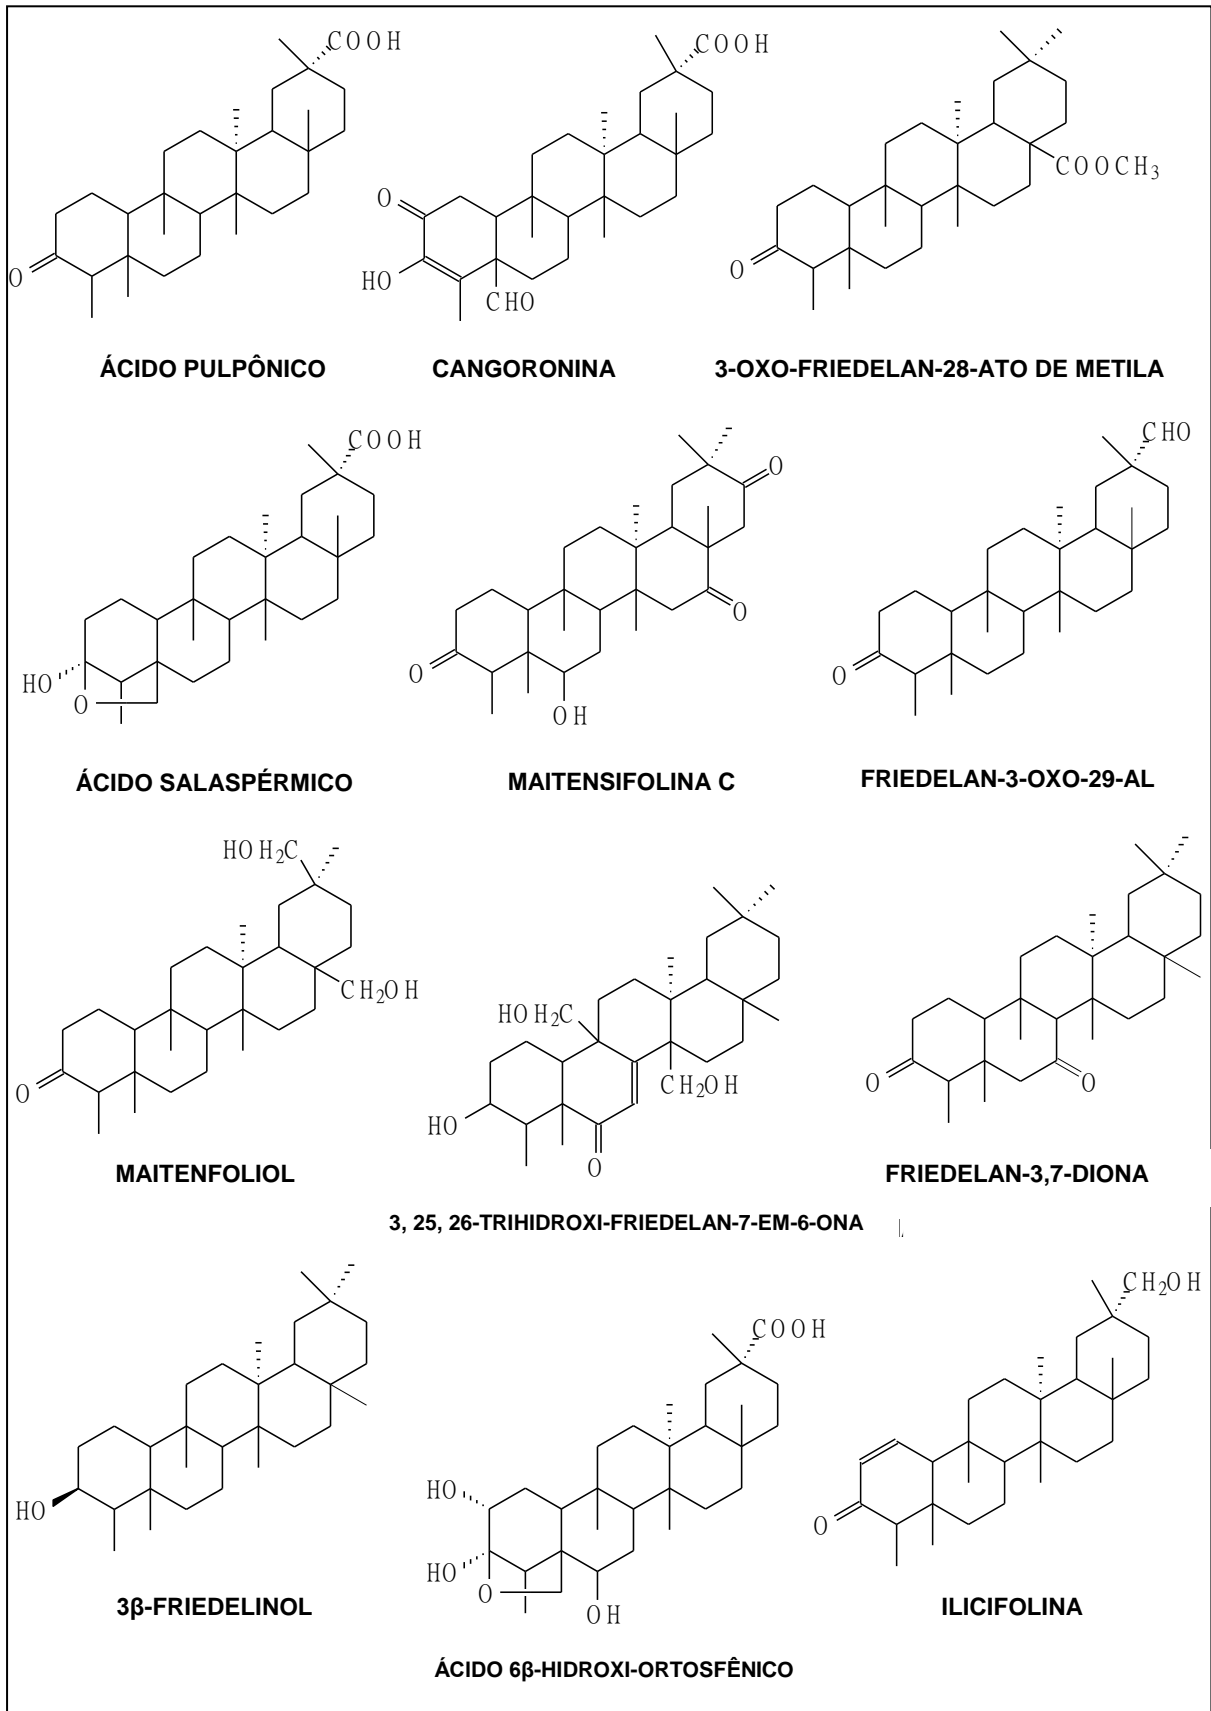 COOH
COOH
O
O
HO
CHO
COOCH3
O
ÁCIDO PULPÔNICO
CANGORONINA
3-OXO-FRIEDELAN-28-ATO DE METILA
COOH
HO
O
O
O
O
OH
CHO
O
ÁCIDO SALASPÉRMICO
MAITENSIFOLINA C
FRIEDELAN-3-OXO-29-AL
HOH2C
CH2OH
O
HOH2C
CH2OH
HO
O
O
O
MAITENFOLIOL
FRIEDELAN-3,7-DIONA
3, 25, 26-TRIHIDROXI-FRIEDELAN-7-EM-6-ONA
HO
COOH
HO
HO
O
OH
CH2OH
O
3β-FRIEDELINOL
ILICIFOLINA
ÁCIDO 6β-HIDROXI-ORTOSFÊNICO